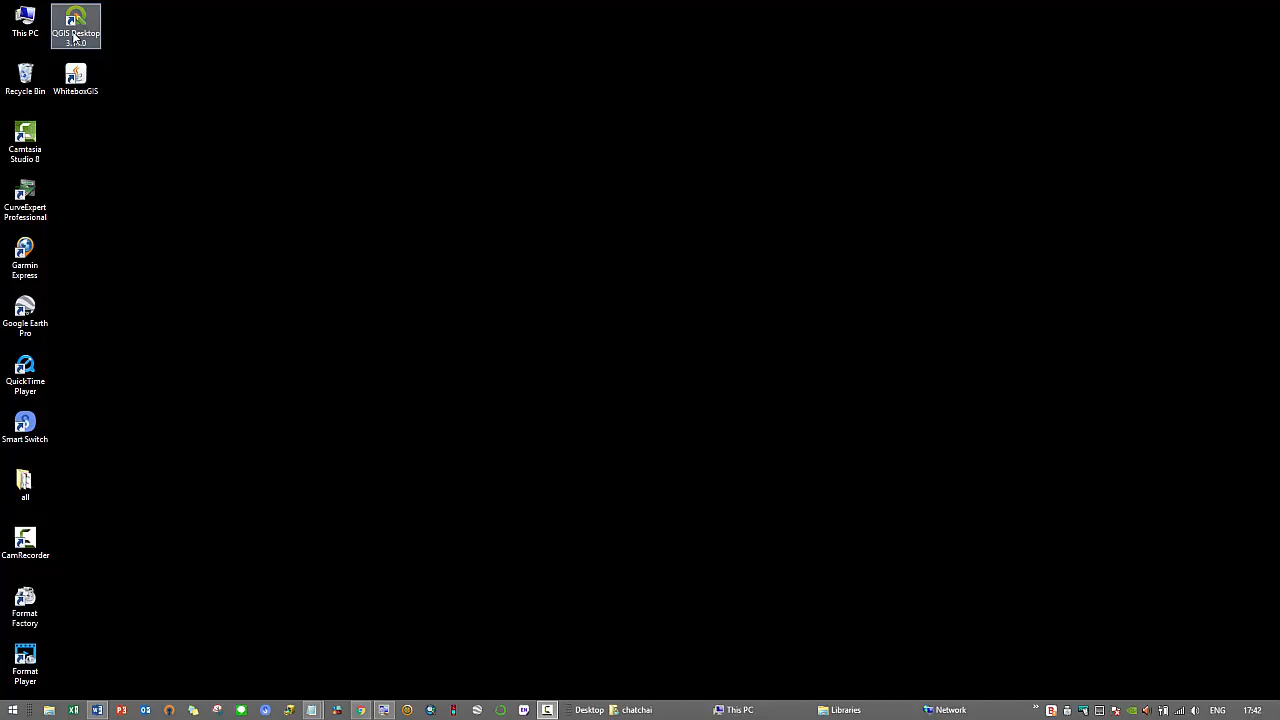 This PC
QGIS Desktop
Recycle Bin
WhiteboxGIS
Camtasia
Studio 8
CurveExpert
Professional
Garmin
Express
Google Earth
Pro
QuickTime
Player
Smart Switch
all
CamRecorder
Format
Factory
Format
Player
Desktop
chatchai
This PC
Libraries
Network
ENG
17:42